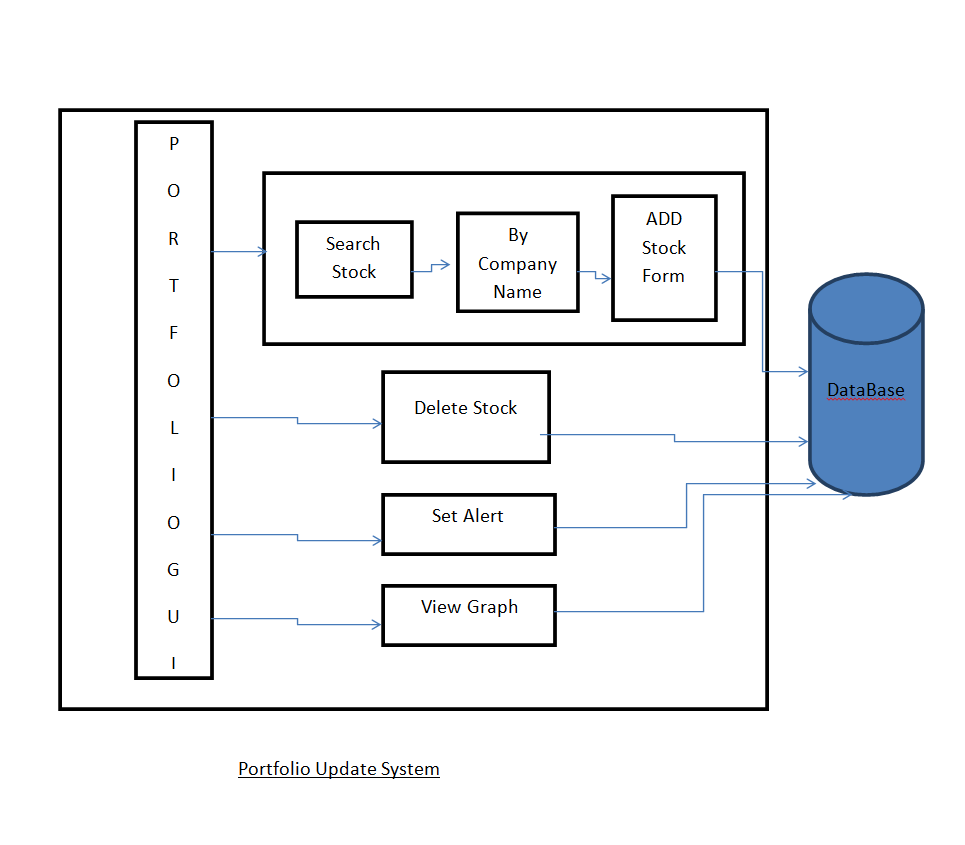 P
O
R
T
F
O
L
I
O
G
U
I
Search
Stock
By
Company
Name
ADD
Stock
Form
Delete Stock
Set Alert
View Graph
DataBase
Portfolio Update System